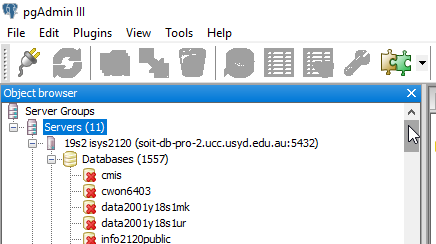 pgAdmin III
File Edit Plugins View Tools Help
Object browser
Server Groups
Servers (11)
19s2 isys2120 (soit-db-pro-2.ucc.usyd.edu.au:5432)
Databases (1557)
cmis
cwon6403
data2001y18s1mk
data2001y18s1ur
info2120public